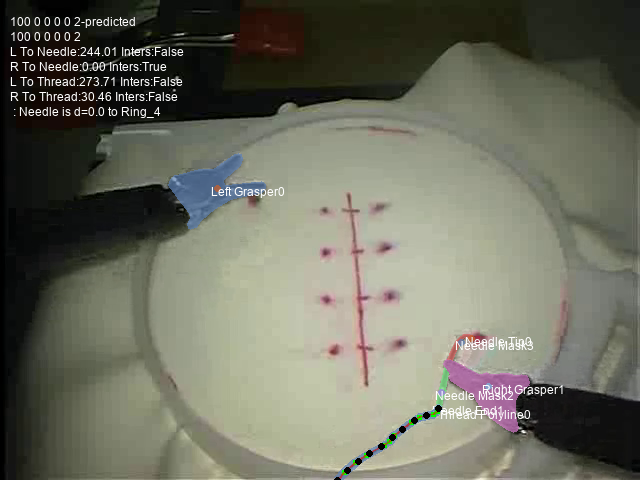 100 0 0 0 0 2-predicted
100 0 0 0 0 2
L To Needle:244.01 Inters:False
R To Needle:0.00 Inters:True
L To Thread:273.71 Inters:False
R To Thread:30.46 Inters:False
: Needle is d=0.0 to Ring_4
Left Grasper0
Needle Tip0
Needle Mask3
Right Grasper1
Needle Mask2
Thread Polyline0